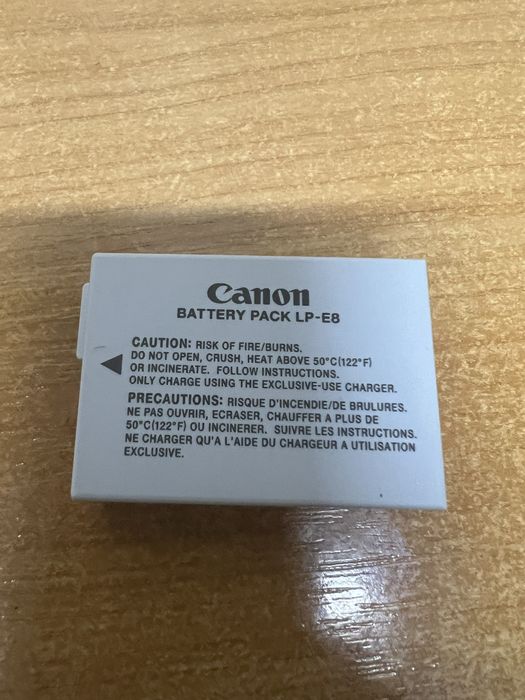 Canon
BATTERY PACK LP-E8
CAUTION: RISK OF FIRE/BURNS.
DO NOT OPEN, CRUSH, HEAT ABOVE 50°C(122°F)
OR INCINERATE. FOLLOW INSTRUCTIONS.
ONLY CHARGE USING THE EXCLUSIVE-USE CHARGER.
PRECAUTIONS: RISQUE D'INCENDIE/DE BRULURES.
NE PAS OUVRIR, ECRASER, CHAUFFER A PLUS DE
50°C(122°F) OU INCINERER. SUIVRE LES INSTRUCTIONS.
NE CHARGER QU'A L'AIDE DU CHARGEUR A UTILISATION
EXCLUSIVE.